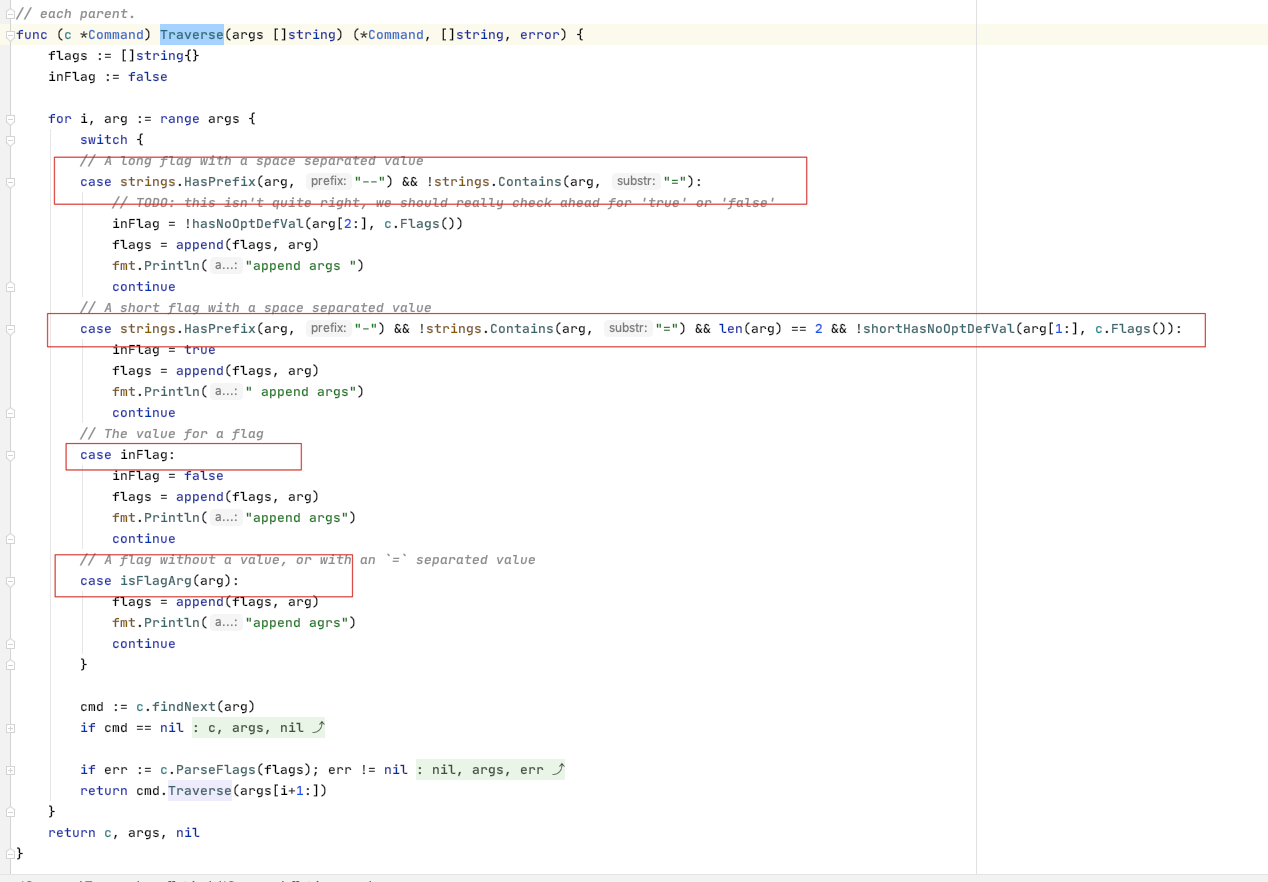 // each parent.
func (c *Command) Traverse(args []string) (*Command, []string, error) {
    flags := []string{}
    inFlag := false

    for i, arg := range args {
        switch {
        // A long flag with a space separated value
        case strings.HasPrefix(arg, prefix: "--") && !strings.Contains(arg, substr: "="):
            // TODO: this isn't quite right, we should really check ahead for 'true' or 'false'
            inFlag = !hasNoOptDefVal(arg[2:], c.Flags())
            flags = append(flags, arg)
            fmt.Println( a...: "append args ")
            continue
        // A short flag with a space separated value
        case strings.HasPrefix(arg, prefix: "-") && !strings.Contains(arg, substr: "=") && len(arg) == 2 && !shortHasNoOptDefVal(arg[1:], c.Flags()):
            inFlag = true
            flags = append(flags, arg)
            fmt.Println( a...: " append args")
            continue
        // The value for a flag
        case inFlag:
            inFlag = false
            flags = append(flags, arg)
            fmt.Println( a...: "append args")
            continue
        // A flag without a value, or with an `=` separated value
        case isFlagArg(arg):
            flags = append(flags, arg)
            fmt.Println( a...: "append agrs")
            continue
        }

        cmd := c.findNext(arg)
        if cmd == nil : c, args, nil ⤴

        if err := c.ParseFlags(flags); err != nil : nil, args, err ⤴
        return cmd.Traverse(args[i+1:])
    }
    return c, args, nil
}